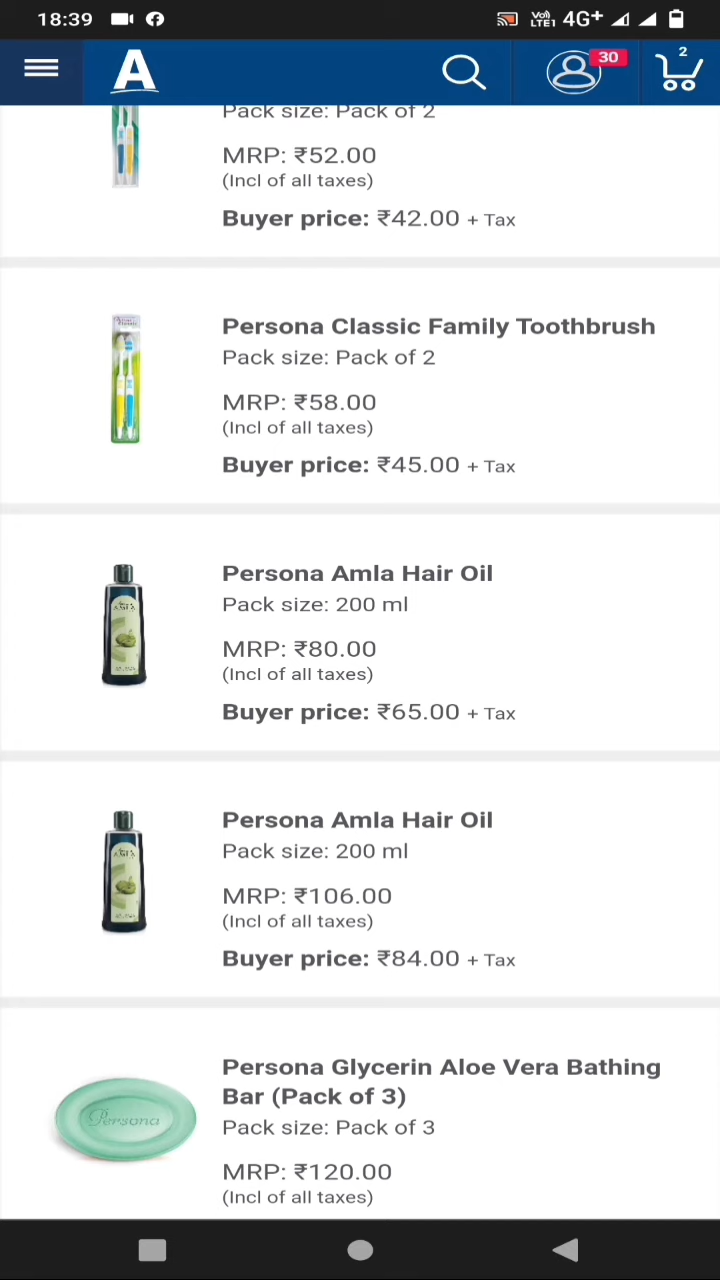 18:39
Vo))
LTE1 4G+
A
30
2
Pack size: Pack of 2
MRP: ₹52.00
(Incl of all taxes)
Buyer price: ₹42.00 + Tax
Persona Classic Family Toothbrush
Pack size: Pack of 2
MRP: ₹58.00
(Incl of all taxes)
Buyer price: ₹45.00 + Tax
Persona Amla Hair Oil
Pack size: 200 ml
MRP: ₹80.00
(Incl of all taxes)
Buyer price: ₹65.00 + Tax
AMLA
Persona Amla Hair Oil
Pack size: 200 ml
MRP: ₹106.00
(Incl of all taxes)
Buyer price: ₹84.00 + Tax
AMLA
Persona Glycerin Aloe Vera Bathing
Bar (Pack of 3)
Pack size: Pack of 3
MRP: ₹120.00
(Incl of all taxes)
Persona